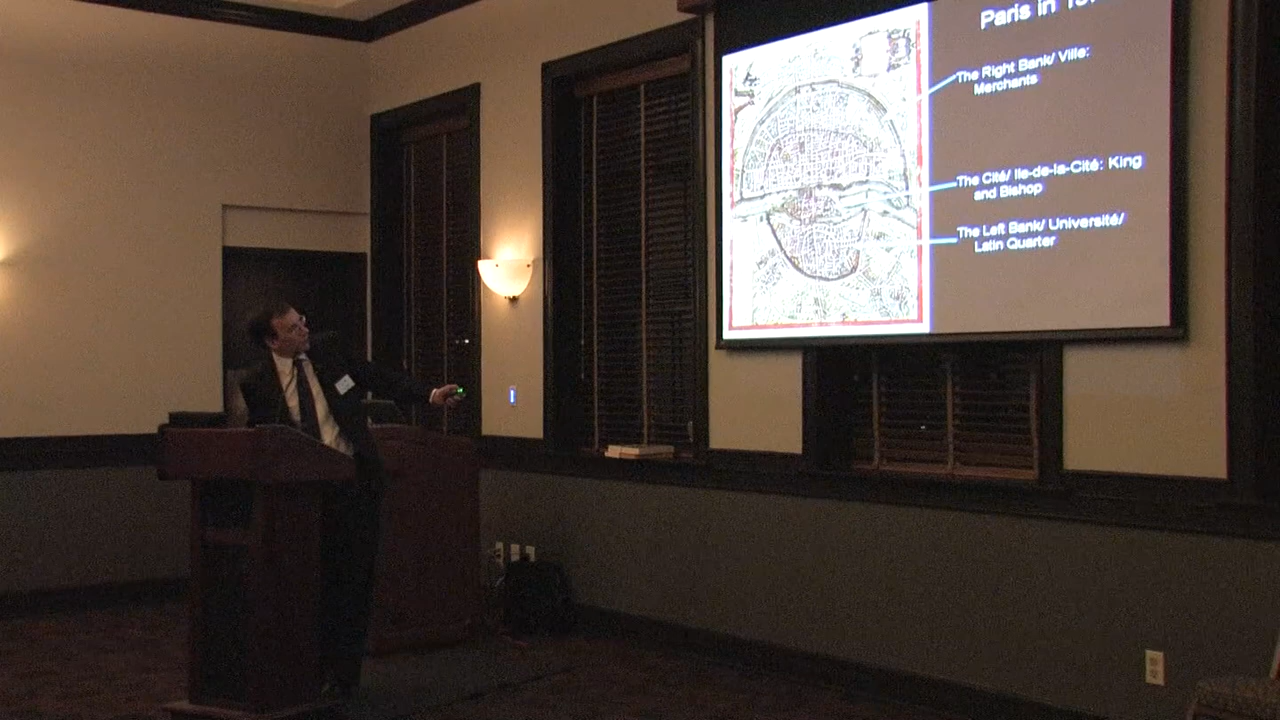 Paris in
The Right Bank/ Ville:
Merchants
The Cité/ Ile-de-la-Cité: King
and Bishop
The Left Bank/ Université/
Latin Quarter